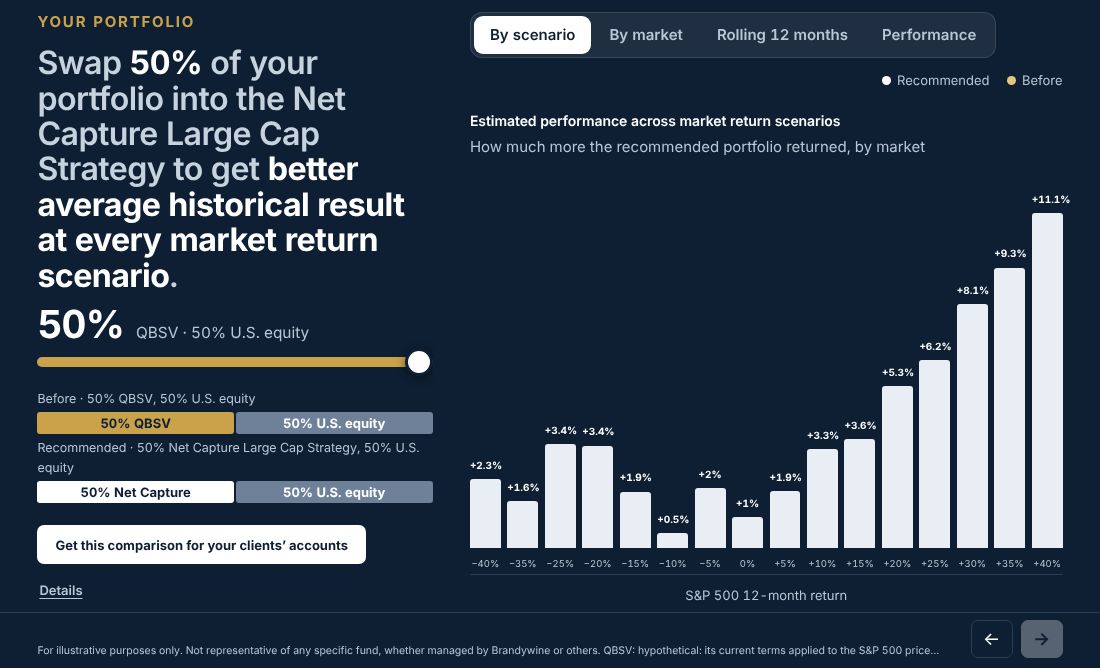 YOUR PORTFOLIO
Swap 50% of your
portfolio into the Net
Capture Large Cap
Strategy to get better
average historical result
at every market return
scenario.
50% QBSV · 50% U.S. equity
Before · 50% QBSV, 50% U.S. equity
50% QBSV 50% U.S. equity
Recommended · 50% Net Capture Large Cap Strategy, 50% U.S.
equity
50% Net Capture 50% U.S. equity
Get this comparison for your clients’ accounts
Details
By scenario By market Rolling 12 months Performance
Recommended Before
Estimated performance across market return scenarios
How much more the recommended portfolio returned, by market
+2.3% +1.6% +3.4% +3.4% +1.9% +0.5% +2% +1% +1.9% +3.3% +3.6% +5.3% +6.2% +8.1% +9.3% +11.1%
−40% −35% −25% −20% −15% −10% −5% 0% +5% +10% +15% +20% +25% +30% +35% +40%
S&P 500 12-month return
For illustrative purposes only. Not representative of any specific fund, whether managed by Brandywine or others. QBSV: hypothetical: its current terms applied to the S&P 500 price...